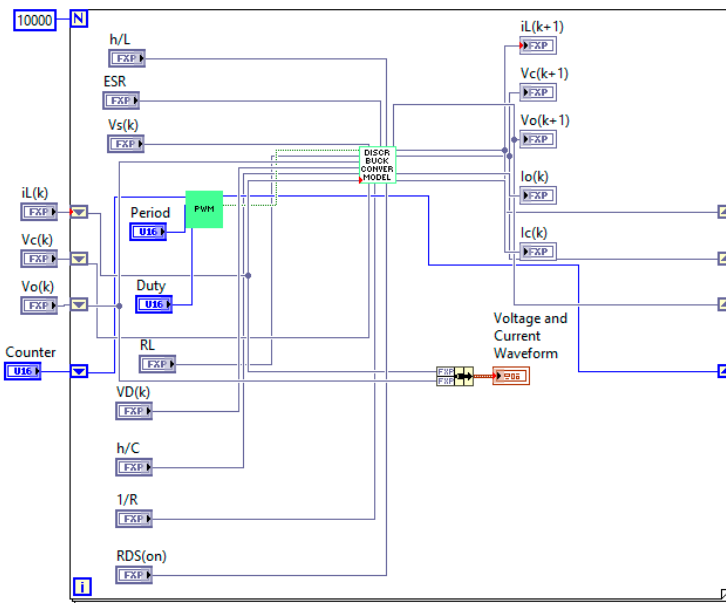 10000
N
h/L
FXP
ESR
FXP
Vs(k)
FXP
iL(k)
FXP
Vc(k)
FXP
Vo(k)
FXP
Counter
U16
Period
U16
PWM
Duty
U16
RL
FXP
VD(k)
FXP
h/C
FXP
1/R
FXP
RDS(on)
FXP
i
DISCR
BUCK
CONVER
MODEL
iL(k+1)
FXP
Vc(k+1)
FXP
Vo(k+1)
FXP
Io(k)
FXP
Ic(k)
FXP
Voltage and
Current
Waveform
FXP
FXP